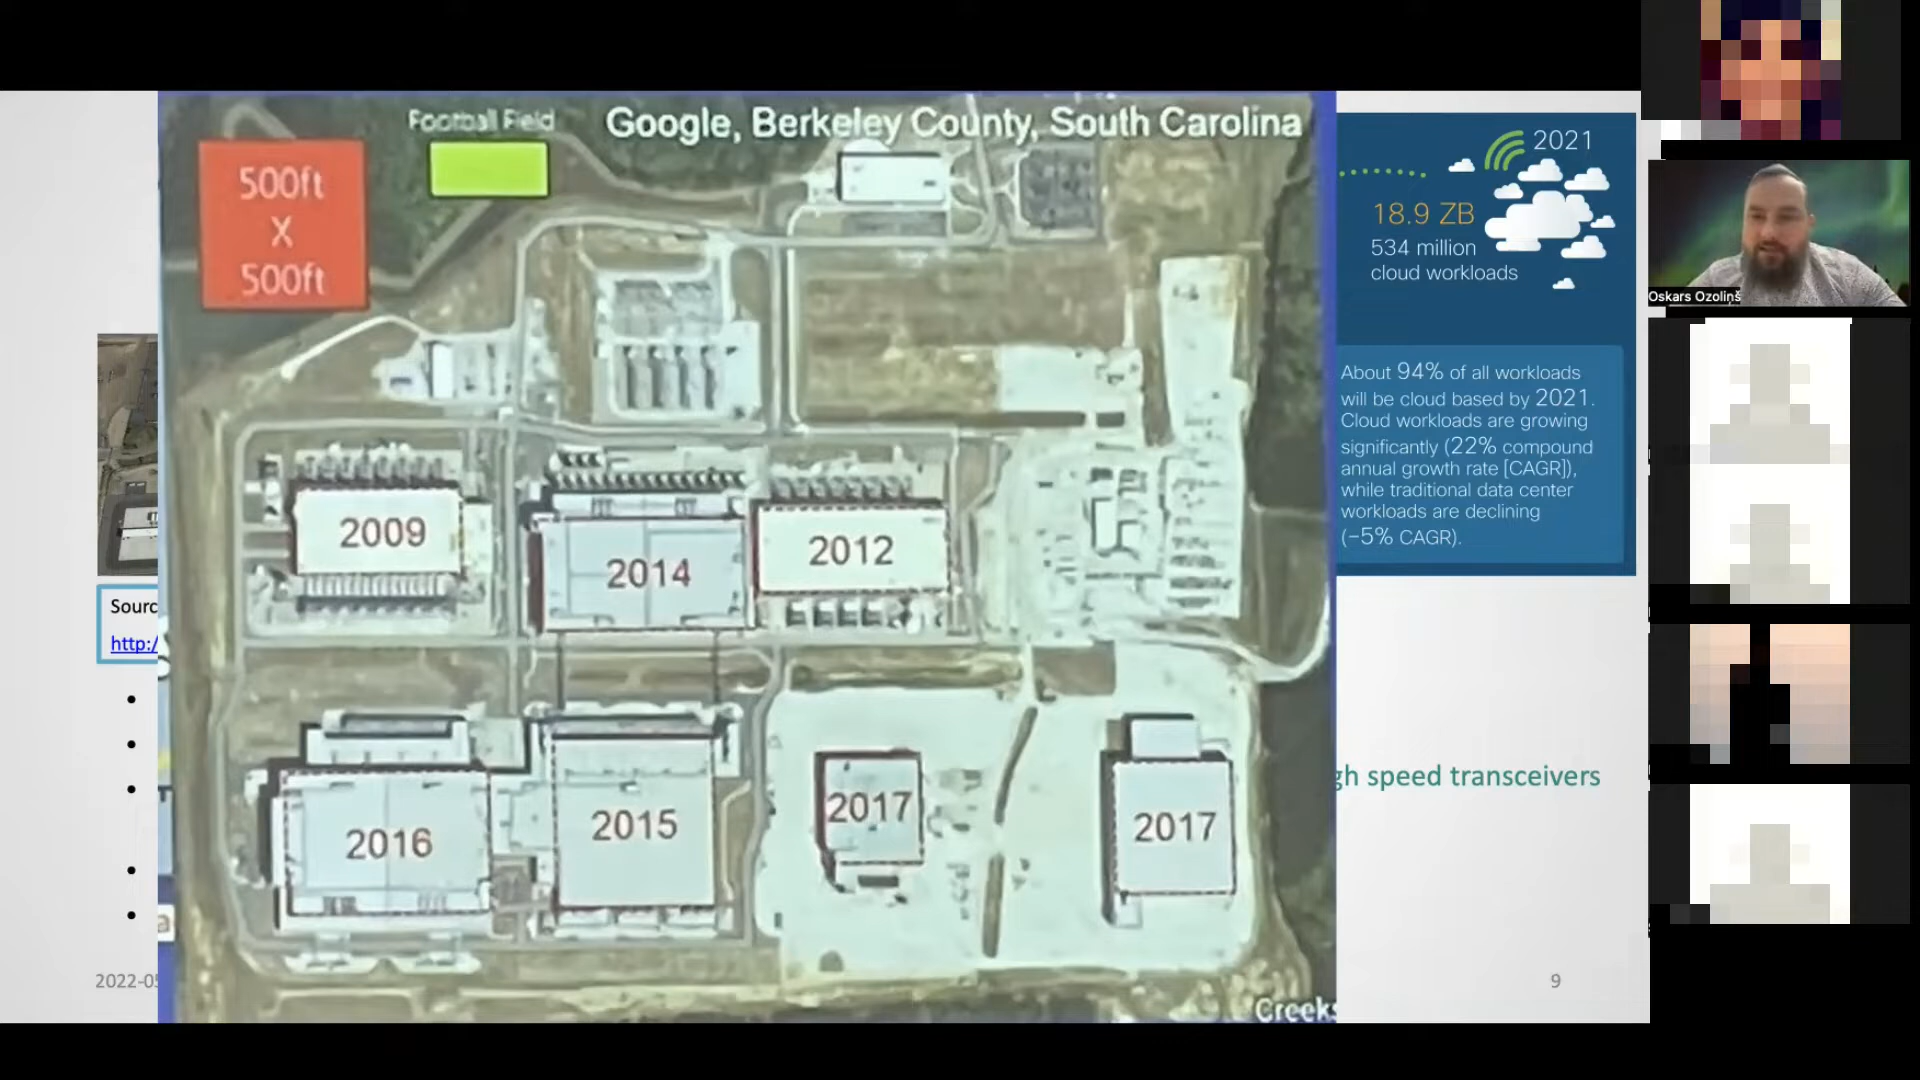 Football Field
Google, Berkeley County, South Carolina
500ft
X
500ft
2009
2014
2012
2016
2015
2017
2017
Creeks
2021
18.9 ZB
534 million
cloud workloads
About 94% of all workloads
will be cloud based by 2021.
Cloud workloads are growing
significantly (22% compound
annual growth rate [CAGR]),
while traditional data center
workloads are declining
(-5% CAGR).
Sourc
http:/
gh speed transceivers
2022-05
9
Oskars Ozoliņš